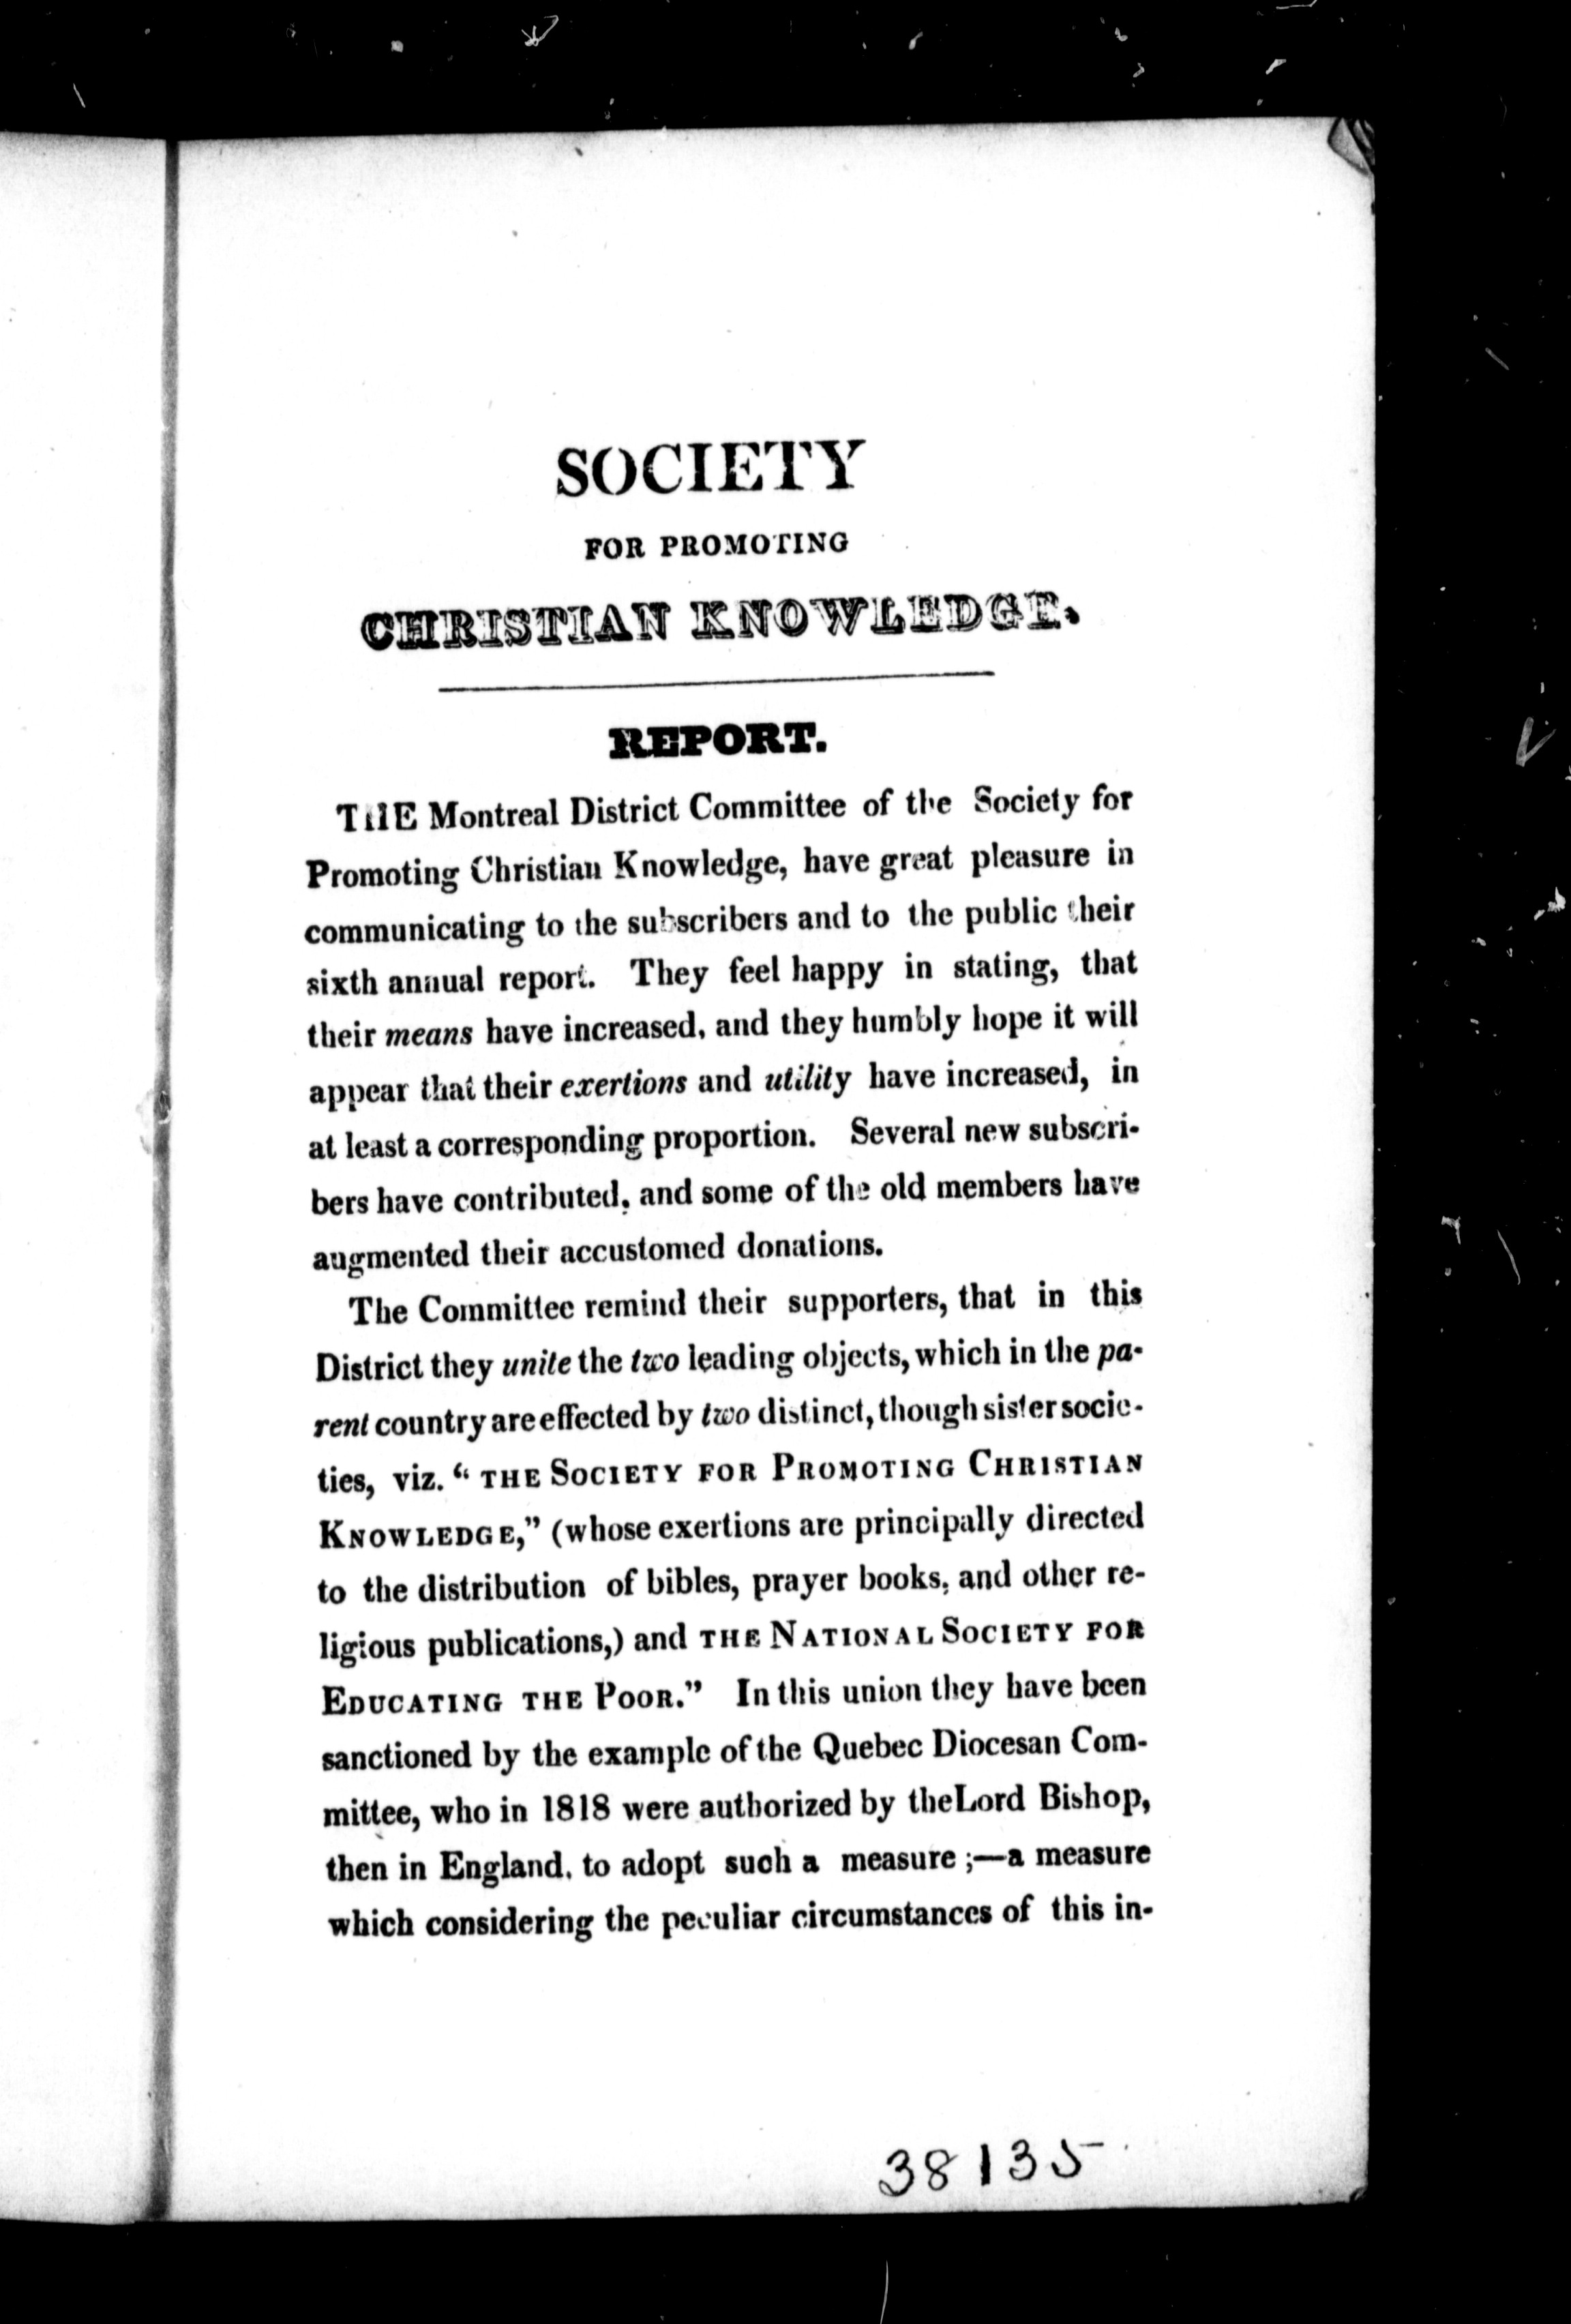 SOCIETY
FOR PROMOTING
CHRISTIAN KNOWLEDGE.
REPORT.
THE Montreal District Committee of the Society for
Promoting Christian Knowledge, have great pleasure in
communicating to the subscribers and to the public their
sixth annual report. They feel happy in stating, that
their means have increased, and they humbly hope it will
appear that their exertions and utility have increased, in
at least a corresponding proportion. Several new subscri-
bers have contributed, and some of the old members have
augmented their accustomed donations.
The Committee remind their supporters, that in this
District they unite the two leading objects, which in the pa-
rent country are effected by two distinct, though sister socie-
ties, viz. “ THE SOCIETY FOR PROMOTING CHRISTIAN
KNOWLEDGE,” (whose exertions are principally directed
to the distribution of bibles, prayer books, and other re-
ligious publications,) and THE NATIONAL SOCIETY FOR
EDUCATING THE POOR.” In this union they have been
sanctioned by the example of the Quebec Diocesan Com-
mittee, who in 1818 were authorized by theLord Bishop,
then in England, to adopt such a measure ;—a measure
which considering the peculiar circumstances of this in-
38135